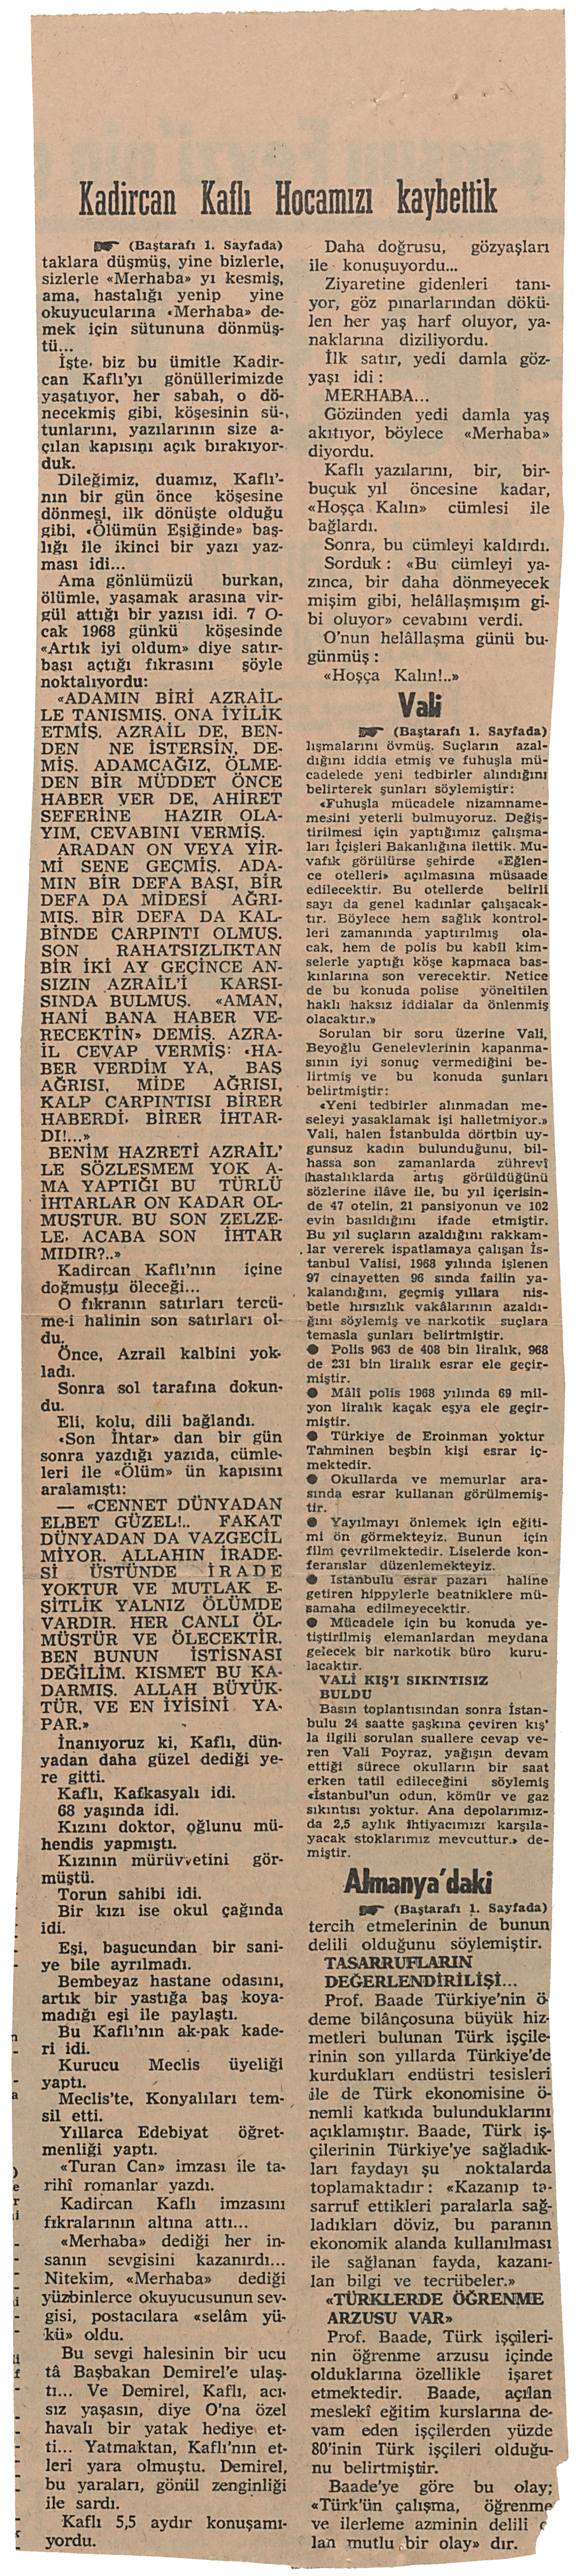 Kadircan Kaflı Hocamızı kaybettik
(Baştarafı 1. Sayfada)
taklara düşmüş, yine bizlerle,
sizlerle «Merhaba» yı kesmiş,
ama, hastalığı yenip yine
okuyucularına «Merhaba» de-
mek için sütununa dönmüş-
tü...
İşte, biz bu ümitle Kadir-
can Kaflı'yı gönüllerimizde
yaşatıyor, her sabah, o dö-
necekmiş gibi, köşesinin sü-
tunlarını, yazılarının size a-
çılan kapısını açık bırakıyor-
duk.
Dileğimiz, duamız, Kaflı'-
nın bir gün önce köşesine
dönmesi, ilk dönüşte olduğu
gibi, «Ölümün Eşiğinde» baş-
lığı ile ikinci bir yazı yaz-
ması idi...
Ama gönlümüzü burkan,
ölümle, yaşamak arasına vir-
gül attığı bir yazısı idi. 7 O-
cak 1968 günkü köşesinde
«Artık iyi oldum» diye satır-
başı açtığı fıkrasını şöyle
noktalıyordu:
«ADAMIN BİRİ AZRAİL-
LE TANIŞMIŞ. ONA İYİLİK
ETMİŞ. AZRAİL DE, BEN-
DEN NE İSTERSİN, DE-
MİŞ. ADAMCAĞIZ, ÖLME-
DEN BİR MÜDDET ÖNCE
HABER VER DE, AHİRET
SEFERİNE HAZIR OLA-
YIM, CEVABINI VERMİŞ.
ARADAN ON VEYA YİR-
Mİ SENE GEÇMİŞ. ADA-
MIN BİR DEFA BAŞI, BİR
DEFA DA MİDESİ AĞRI-
MIŞ. BİR DEFA DA KAL-
BİNDE ÇARPINTI OLMUŞ.
SON RAHATSIZLIKTAN
BİR İKİ AY GEÇİNCE AN-
SIZIN AZRAİL'İ KARŞI-
SINDA BULMUŞ. «AMAN,
HANİ BANA HABER VE-
RECEKTİN» DEMİŞ. AZRA-
İL CEVAP VERMİŞ: «HA-
BER VERDİM YA, BAŞ
AĞRISI, MİDE AĞRISI,
KALP ÇARPINTISI BİRER
HABERDİ, BİRER İHTAR-
DI!...»
BENİM HAZRETİ AZRAİL'
LE SÖZLEŞMEM YOK A-
MA YAPTIĞI BU TÜRLÜ
İHTARLAR ON KADAR OL-
MUŞTUR. BU SON ZELZE-
LE, ACABA SON İHTAR
MIDIR?..»
Kadircan Kaflı'nın içine
doğmuştu öleceği...
O fıkranın satırları tercü-
me-i halinin son satırları ol-
du.
Önce, Azrail kalbini yok-
ladı.
Sonra sol tarafına dokun-
du.
Eli, kolu, dili bağlandı.
«Son İhtar» dan bir gün
sonra yazdığı yazıda, cümle-
leri ile «Ölüm» ün kapısını
aralamıştı:
— «CENNET DÜNYADAN
ELBET GÜZEL!.. FAKAT
DÜNYADAN DA VAZGEÇİL
MİYOR. ALLAHIN İRADE-
Sİ ÜSTÜNDE İRADE
YOKTUR VE MUTLAK E-
ŞİTLİK YALNIZ ÖLÜMDE
VARDIR. HER CANLI ÖL-
MÜŞTÜR VE ÖLECEKTİR.
BEN BUNUN İSTİSNASI
DEĞİLİM. KISMET BU KA-
DARMIŞ. ALLAH BÜYÜK-
TÜR, VE EN İYİSİNİ YA-
PAR.»
İnanıyoruz ki, Kaflı, dün-
yadan daha güzel dediği ye-
re gitti.
Kaflı, Kafkasyalı idi.
68 yaşında idi.
Kızını doktor, oğlunu mü-
hendis yapmıştı.
Kızının mürüvvetini gör-
müştü.
Torun sahibi idi.
Bir kızı ise okul çağında
idi.
Eşi, başucundan bir sani-
ye bile ayrılmadı.
Bembeyaz hastane odasını,
artık bir yastığa baş koya-
madığı eşi ile paylaştı.
Bu Kaflı'nın ak-pak kade-
ri idi.
Kurucu Meclis üyeliği
yaptı.
Meclis'te, Konyalıları tem-
sil etti.
Yıllarca Edebiyat öğret-
menliği yaptı.
«Turan Can» imzası ile ta-
rihî romanlar yazdı.
Kadircan Kaflı imzasını
fıkralarının altına attı...
«Merhaba» dediği her in-
sanın sevgisini kazanırdı...
Nitekim, «Merhaba» dediği
yüzbinlerce okuyucusunun sev-
gisi, postacılara «selâm yü-
kü» oldu.
Bu sevgi halesinin bir ucu
tâ Başbakan Demirel'e ulaş-
tı... Ve Demirel, Kaflı, acı-
sız yaşasın, diye O'na özel
havalı bir yatak hediye et-
ti... Yatmaktan, Kaflı'nın et-
leri yara olmuştu. Demirel,
bu yaraları, gönül zenginliği
ile sardı.
Kaflı 5,5 aydır konuşamı-
yordu.
Daha doğrusu, gözyaşları
ile konuşuyordu...
Ziyaretine gidenleri tanı-
yor, göz pınarlarından dökü-
len her yaş harf oluyor, ya-
naklarına diziliyordu.
İlk satır, yedi damla göz-
yaşı idi :
MERHABA...
Gözünden yedi damla yaş
akıtıyor, böylece «Merhaba»
diyordu.
Kaflı yazılarını, bir, bir-
buçuk yıl öncesine kadar,
«Hoşça Kalın» cümlesi ile
bağlardı.
Sonra, bu cümleyi kaldırdı.
Sorduk : «Bu cümleyi ya-
zınca, bir daha dönmeyecek
mişim gibi, helâllaşmışım gi-
bi oluyor» cevabını verdi.
O'nun helâllaşma günü bu-
günmüş :
«Hoşça Kalın!..»
Vali
(Baştarafı 1. Sayfada)
lışmalarını övmüş. Suçların azal-
dığını iddia etmiş ve fuhuşla mü-
cadelede yeni tedbirler alındığını
belirterek şunları söylemiştir:
«Fuhuşla mücadele nizamname-
mesini yeterli bulmuyoruz. Değiş-
tirilmesi için yaptığımız çalışma-
ları İçişleri Bakanlığına ilettik. Mu-
vafık görülürse şehirde «Eğlen-
ce otelleri» açılmasına müsaade
edilecektir. Bu otellerde belirli
sayı da genel kadınlar çalışacak-
tır. Böylece hem sağlık kontrol-
leri zamanında yaptırılmış ola-
cak, hem de polis bu kabil kim-
selerle yaptığı köşe kapmaca bas-
kınlarına son verecektir. Netice
de bu konuda polise yöneltilen
haklı haksız iddialar da önlenmiş
olacaktır.»
Sorulan bir soru üzerine Vali,
Beyoğlu Genelevlerinin kapanma-
sının iyi sonuç vermediğini be-
lirtmiş ve bu konuda şunları
belirtmiştir:
«Yeni tedbirler alınmadan me-
seleyi yasaklamak işi halletmiyor.»
Vali, halen İstanbulda dörtbin uy-
gunsuz kadın bulunduğunu, bil-
hassa son zamanlarda zührevî
hastalıklarda artış görüldüğünü
sözlerine ilâve ile, bu yıl içerisin-
de 47 otelin, 21 pansiyonun ve 102
evin basıldığını ifade etmiştir.
Bu yıl suçların azaldığını rakkam-
lar vererek ispatlamaya çalışan İs-
tanbul Valisi, 1968 yılında işlenen
97 cinayetten 96 sında failin ya-
kalandığını, geçmiş yıllara nis-
betle hırsızlık vakâlarının azaldı-
ğını söylemiş ve narkotik suçlara
temasla şunları belirtmiştir.
● Polis 963 de 408 bin liralık, 968
de 231 bin liralık esrar ele geçir-
miştir.
● Mâli polis 1968 yılında 69 mil-
yon liralık kaçak eşya ele geçir-
miştir.
● Türkiye de Eroinman yoktur
Tahminen beşbin kişi esrar iç-
mektedir.
● Okullarda ve memurlar ara-
sında esrar kullanan görülmemiş-
tir.
● Yayılmayı önlemek için eğiti-
mi ön görmekteyiz. Bunun için
film çevrilmektedir. Liselerde kon-
feranslar düzenlemekteyiz.
● İstanbulu esrar pazarı haline
getiren hippylerle beatniklere mü-
samaha edilmeyecektir.
● Mücadele için bu konuda ye-
tiştirilmiş elemanlardan meydana
gelecek bir narkotik büro kuru-
lacaktır.
VALİ KIŞ'I SIKINTISIZ
BULDU
Basın toplantısından sonra İstan-
bulu 24 saatte şaşkına çeviren kış'
la ilgili sorulan suallere cevap ve-
ren Vali Poyraz, yağışın devam
ettiği sürece okulların bir saat
erken tatil edileceğini söylemiş
«İstanbul'un odun, kömür ve gaz
sıkıntısı yoktur. Ana depolarımız-
da 2,5 aylık ihtiyacımızı karşıla-
yacak stoklarımız mevcuttur.» de-
miştir.
Almanya'daki
(Baştarafı 1. Sayfada)
tercih etmelerinin de bunun
delili olduğunu söylemiştir.
TASARRUFLARIN
DEĞERLENDİRİLİŞİ...
Prof. Baade Türkiye'nin ö-
deme bilânçosuna büyük hiz-
metleri bulunan Türk işçile-
rinin son yıllarda Türkiye'de
kurdukları endüstri tesisleri
ile de Türk ekonomisine ö-
nemli katkıda bulunduklarını
açıklamıştır. Baade, Türk iş-
çilerinin Türkiye'ye sağladık-
ları faydayı şu noktalarda
toplamaktadır : «Kazanıp ta-
sarruf ettikleri paralarla sağ-
ladıkları döviz, bu paranın
ekonomik alanda kullanılması
ile sağlanan fayda, kazanı-
lan bilgi ve tecrübeler.»
«TÜRKLERDE ÖĞRENME
ARZUSU VAR»
Prof. Baade, Türk işçileri-
nin öğrenme arzusu içinde
olduklarına özellikle işaret
etmektedir. Baade, açılan
meslekî eğitim kurslarına de-
vam eden işçilerden yüzde
80'inin Türk işçileri olduğu-
nu belirtmiştir.
Baade'ye göre bu olay;
«Türk'ün çalışma, öğrenme
ve ilerleme azminin delili
lan mutlu bir olay» dır.